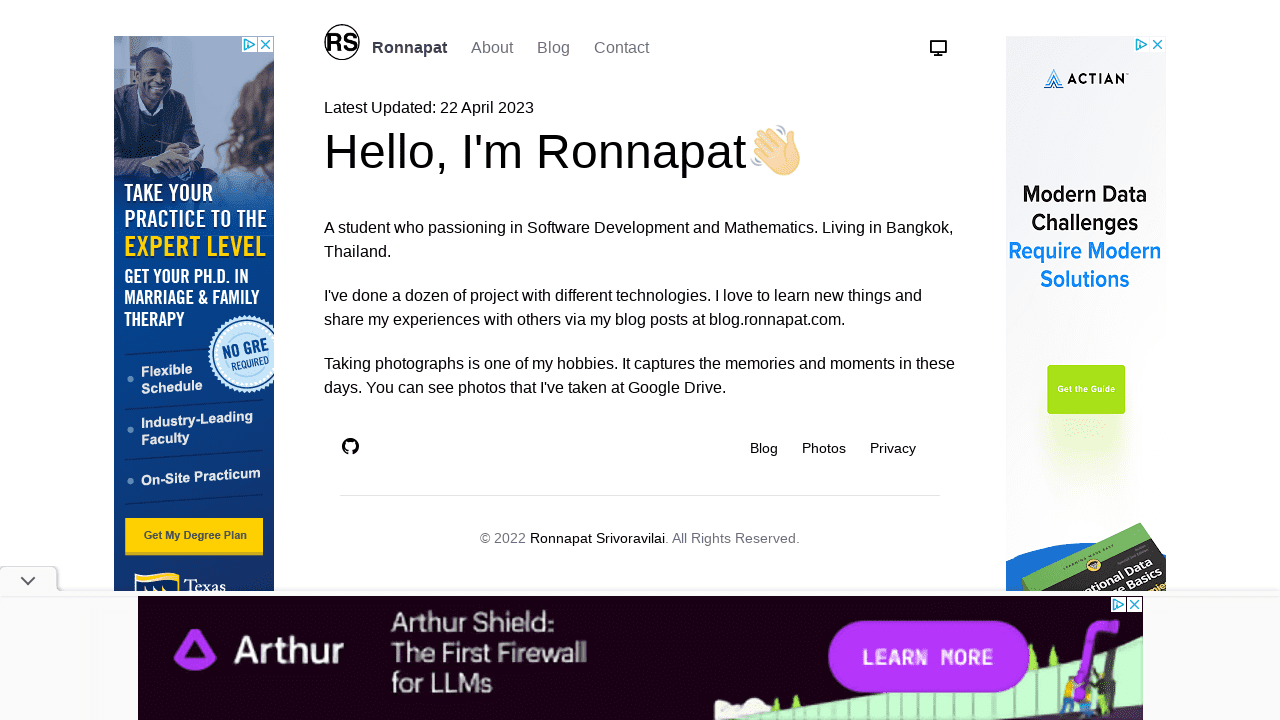 RS
Ronnapat
About
Blog
Contact
Latest Updated: 22 April 2023
Hello, I'm Ronnapat
A student who passioning in Software Development and Mathematics. Living in Bangkok,
Thailand.
I've done a dozen of project with different technologies. I love to learn new things and
share my experiences with others via my blog posts at blog.ronnapat.com.
Taking photographs is one of my hobbies. It captures the memories and moments in these
days. You can see photos that I've taken at Google Drive.
Blog
Photos
Privacy
© 2022 Ronnapat Srivoravilai. All Rights Reserved.
TAKE YOUR
PRACTICE TO THE
EXPERT LEVEL
GET YOUR PH.D. IN
MARRIAGE & FAMILY
THERAPY
NO GRE
REQUIRED
Flexible
Schedule
Industry-Leading
Faculty
On-Site Practicum
Get My Degree Plan
Texas
ACTIAN
Modern Data
Challenges
Require Modern
Solutions
Get the Guide
LEARNING MADE EASY
Basics
Arthur
Arthur Shield:
The First Firewall
for LLMs
LEARN MORE